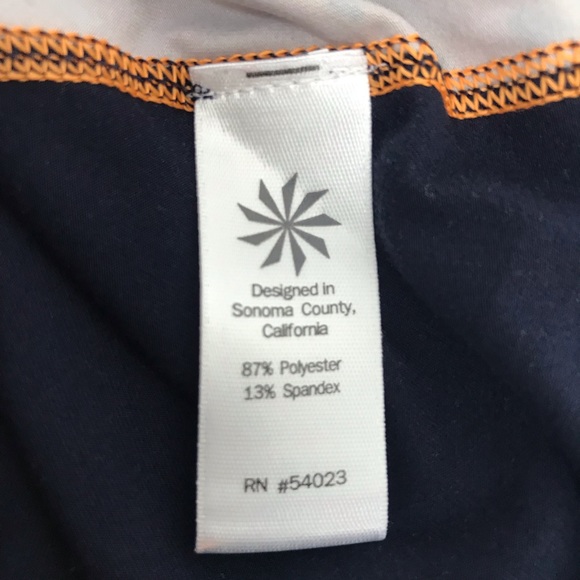 Designed in
Sonoma County,
California
87% Polyester
13% Spandex
RN #54023